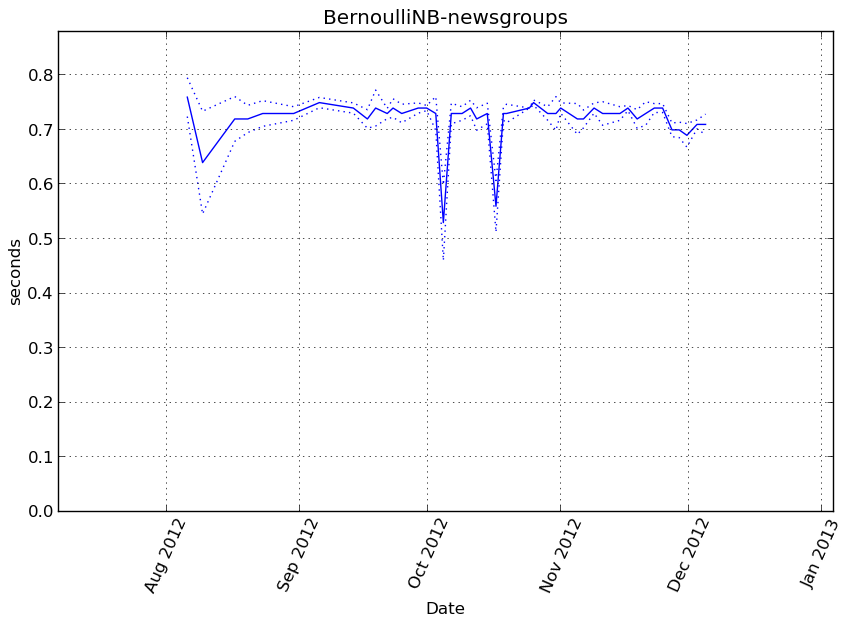 BernoulliNB-newsgroups
0.8
0.7
0.6
0.5
0.4
0.3
0.2
0.1
0.0
seconds
Aug 2012
Sep 2012
Oct 2012
Nov 2012
Dec 2012
Jan 2013
Date